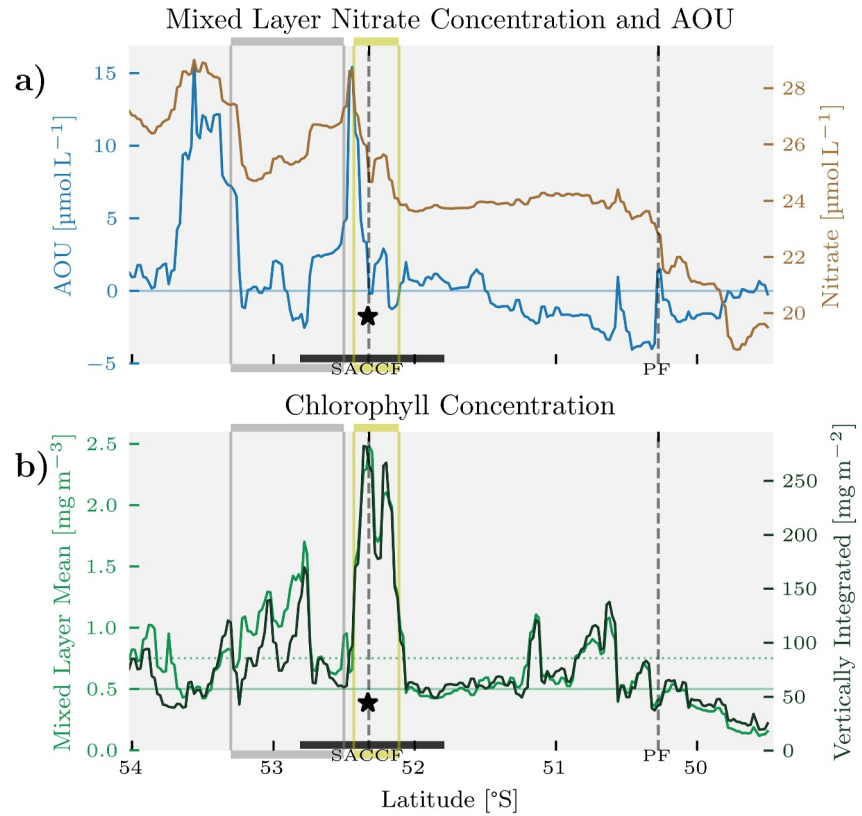 Mixed Layer Nitrate Concentration and AOU
a)
AOU [µmol L−1]
15
10
5
0
−5
28
26
24
22
20
Nitrate [µmol L−1]
SACCF
PF
Chlorophyll Concentration
b)
Mixed Layer Mean [mg m−3]
2.5
2.0
1.5
1.0
0.5
0.0
250
200
150
100
50
0
Vertically Integrated [mg m−2]
SACCF
PF
54
53
52
51
50
Latitude [°S]